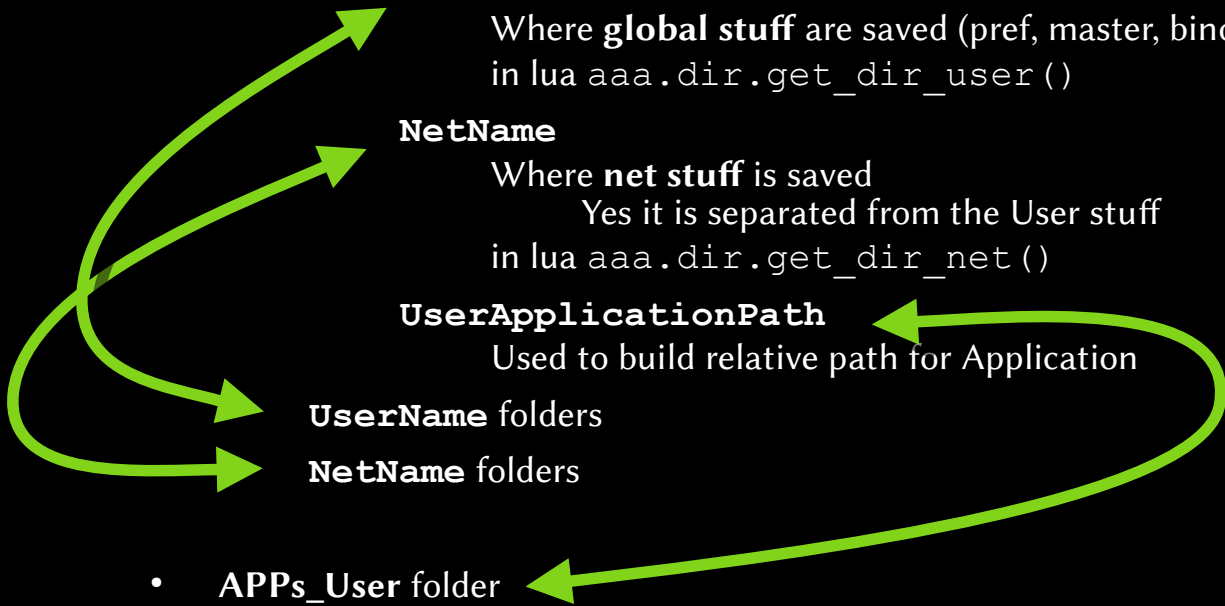 Where global stuff are saved (pref, master, 
in lua aaa.dir.get_dir_user()
NetName
Where net stuff is saved
Yes it is separated from the User stuff
in lua aaa.dir.get_dir_net()
UserApplicationPath
Used to build relative path for Application
UserName folders
NetName folders
• APPs_User folder